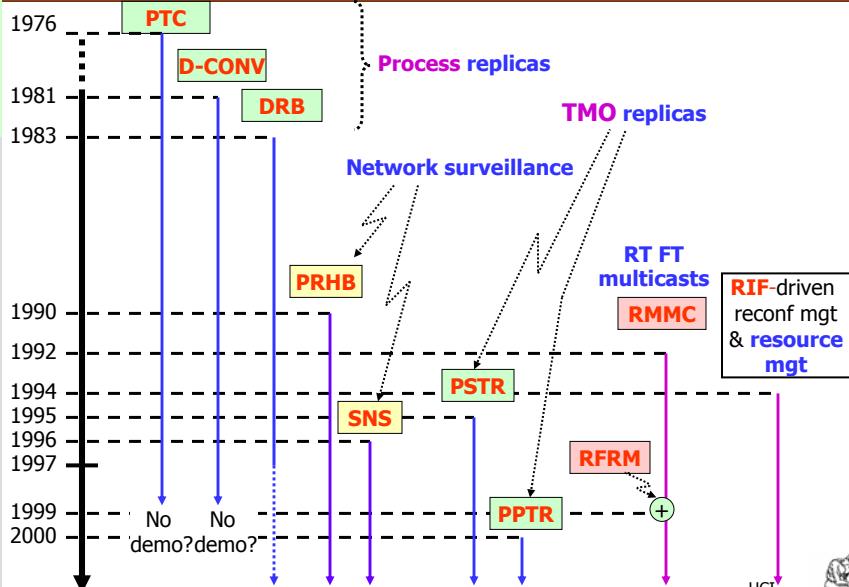 1976
PTC
D-CONV
Process replicas
1981
DRB
TMO replicas
1983
Network surveillance
RT FT
multicasts
PRHB
RMMC
RIF-driven
reconf mgt
& resource
mgt
1990
1992
1994
PSTR
1995
SNS
1996
1997
RFRM
1999
PPTR
+
No
demo?
No
demo?
2000